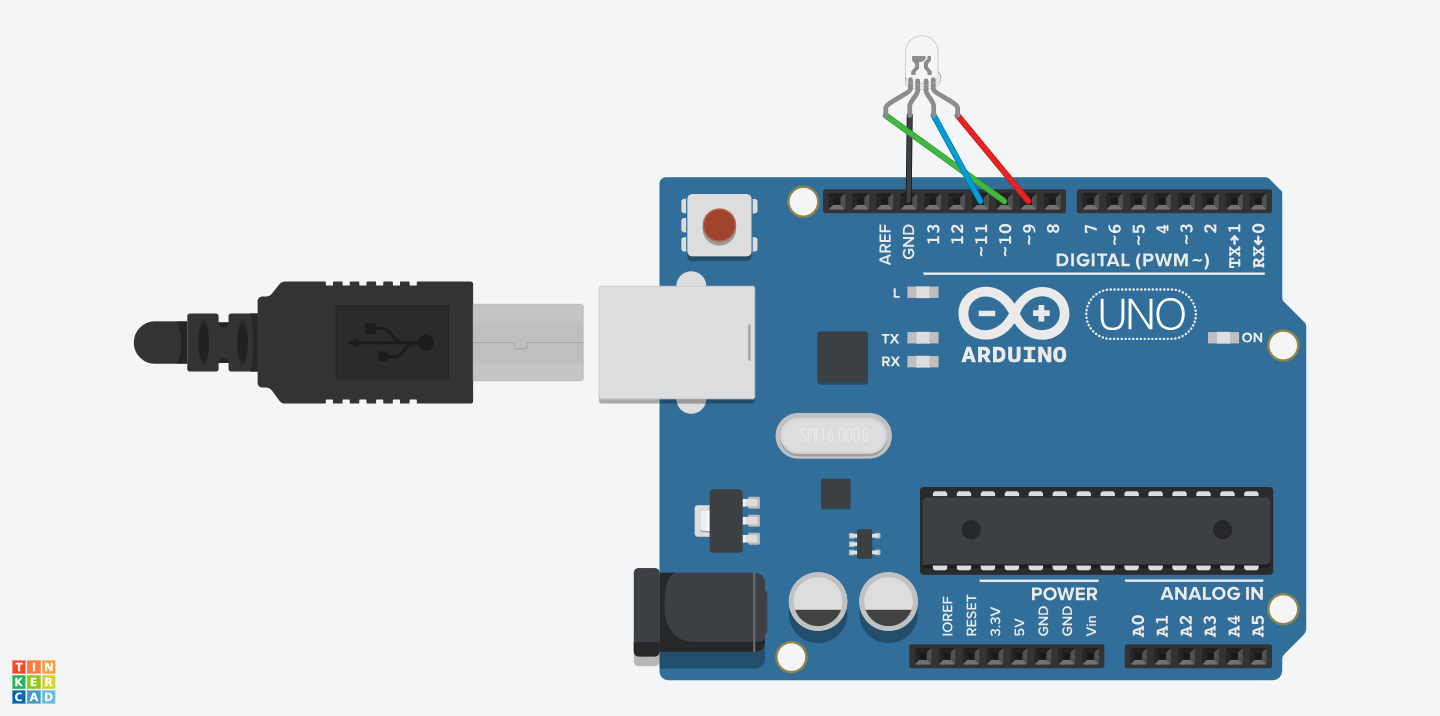 AREF
GND
13
12
~11
~10
~9
8
7
~6
~5
4
~3
2
TX→1
RX←0
DIGITAL (PWM~)
L
TX
RX
ARDUINO
UNO
ON
SPK16.000G
POWER
ANALOG IN
IOREF
RESET
3.3V
5V
GND
GND
Vin
A0
A1
A2
A3
A4
A5
TIN
KER
CAD